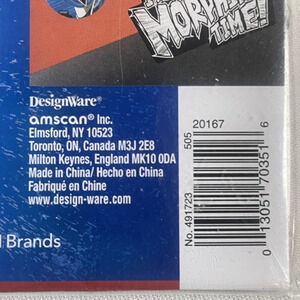 MORPHIN
TIME!
DesignWare®
amscan® Inc.
Elmsford, NY 10523
Toronto, ON, Canada M3J 2E8
Milton Keynes, England MK10 0DA
Made in China/ Hecho en China
Fabriqué en Chine
www.design-ware.com
Brands
505
20167
No. 491723
0 13051 70351 6